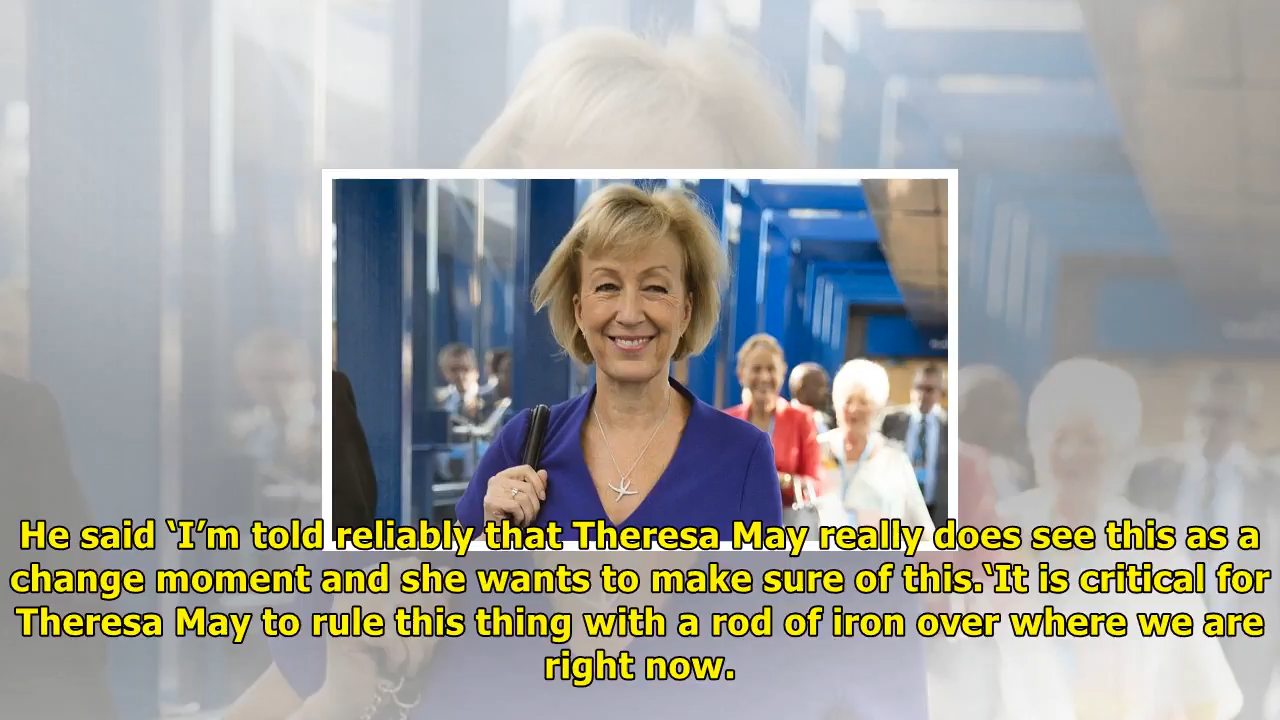 He said ‘I’m told reliably that Theresa May really does see this as a
change moment and she wants to make sure of this.‘It is critical for
Theresa May to rule this thing with a rod of iron over where we are
right now.